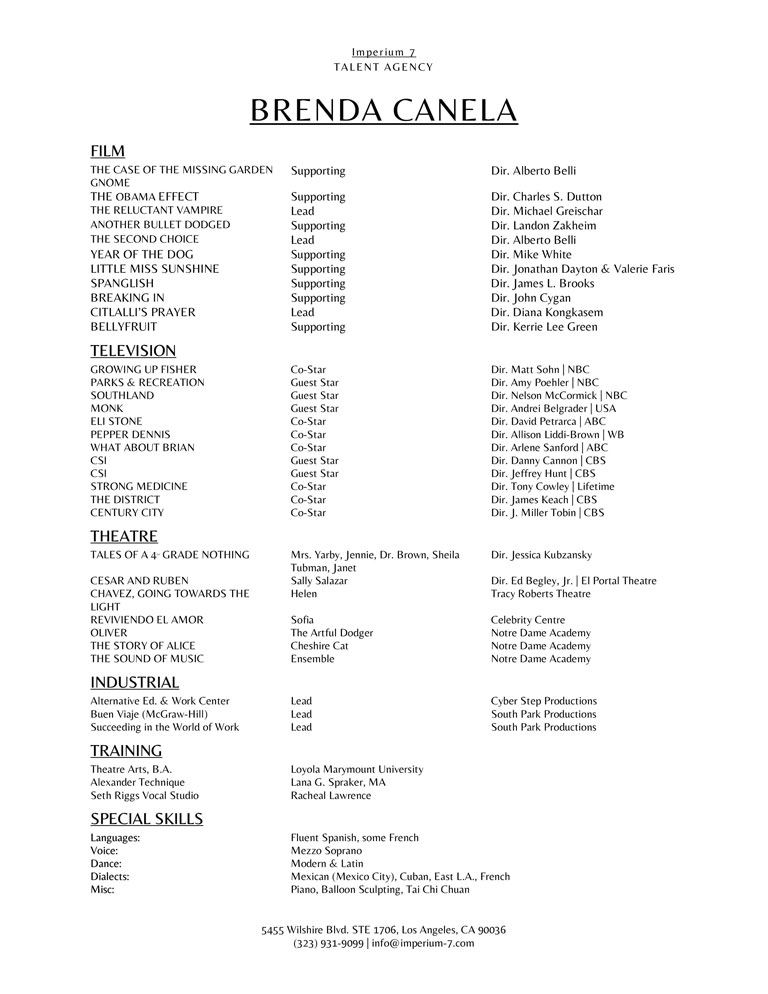 Imperium 7
TALENT AGENCY
BRENDA CANELA
FILM
THE CASE OF THE MISSING GARDEN GNOME Supporting Dir. Alberto Belli
THE OBAMA EFFECT Supporting Dir. Charles S. Dutton
THE RELUCTANT VAMPIRE Lead Dir. Michael Greischar
ANOTHER BULLET DODGED Supporting Dir. Landon Zakheim
THE SECOND CHOICE Lead Dir. Alberto Belli
YEAR OF THE DOG Supporting Dir. Mike White
LITTLE MISS SUNSHINE Supporting Dir. Jonathan Dayton & Valerie Faris
SPANGLISH Supporting Dir. James L. Brooks
BREAKING IN Supporting Dir. John Cygan
CITLALLI'S PRAYER Lead Dir. Diana Kongkasem
BELLYFRUIT Supporting Dir. Kerrie Lee Green
TELEVISION
GROWING UP FISHER Co-Star Dir. Matt Sohn | NBC
PARKS & RECREATION Guest Star Dir. Amy Poehler | NBC
SOUTHLAND Guest Star Dir. Nelson McCormick | NBC
MONK Guest Star Dir. Andrei Belgrader | USA
ELI STONE Co-Star Dir. David Petrarca | ABC
PEPPER DENNIS Co-Star Dir. Allison Liddi-Brown | WB
WHAT ABOUT BRIAN Co-Star Dir. Arlene Sanford | ABC
CSI Guest Star Dir. Danny Cannon | CBS
CSI Guest Star Dir. Jeffrey Hunt | CBS
STRONG MEDICINE Co-Star Dir. Tony Cowley | Lifetime
THE DISTRICT Co-Star Dir. James Keach | CBS
CENTURY CITY Co-Star Dir. J. Miller Tobin | CBS
THEATRE
TALES OF A 4th GRADE NOTHING Mrs. Yarby, Jennie, Dr. Brown, Sheila Tubman, Janet Dir. Jessica Kubzansky
CESAR AND RUBEN Sally Salazar Dir. Ed Begley, Jr. | El Portal Theatre
CHAVEZ, GOING TOWARDS THE LIGHT Helen Tracy Roberts Theatre
REVIVIENDO EL AMOR Sofia Celebrity Centre
OLIVER The Artful Dodger Notre Dame Academy
THE STORY OF ALICE Cheshire Cat Notre Dame Academy
THE SOUND OF MUSIC Ensemble Notre Dame Academy
INDUSTRIAL
Alternative Ed. & Work Center Lead Cyber Step Productions
Buen Viaje (McGraw-Hill) Lead South Park Productions
Succeeding in the World of Work Lead South Park Productions
TRAINING
Theatre Arts, B.A. Loyola Marymount University
Alexander Technique Lana G. Spraker, MA
Seth Riggs Vocal Studio Racheal Lawrence
SPECIAL SKILLS
Languages: Fluent Spanish, some French
Voice: Mezzo Soprano
Dance: Modern & Latin
Dialects: Mexican (Mexico City), Cuban, East L.A., French
Misc: Piano, Balloon Sculpting, Tai Chi Chuan
5455 Wilshire Blvd. STE 1706, Los Angeles, CA 90036
(323) 931-9099 | info@imperium-7.com